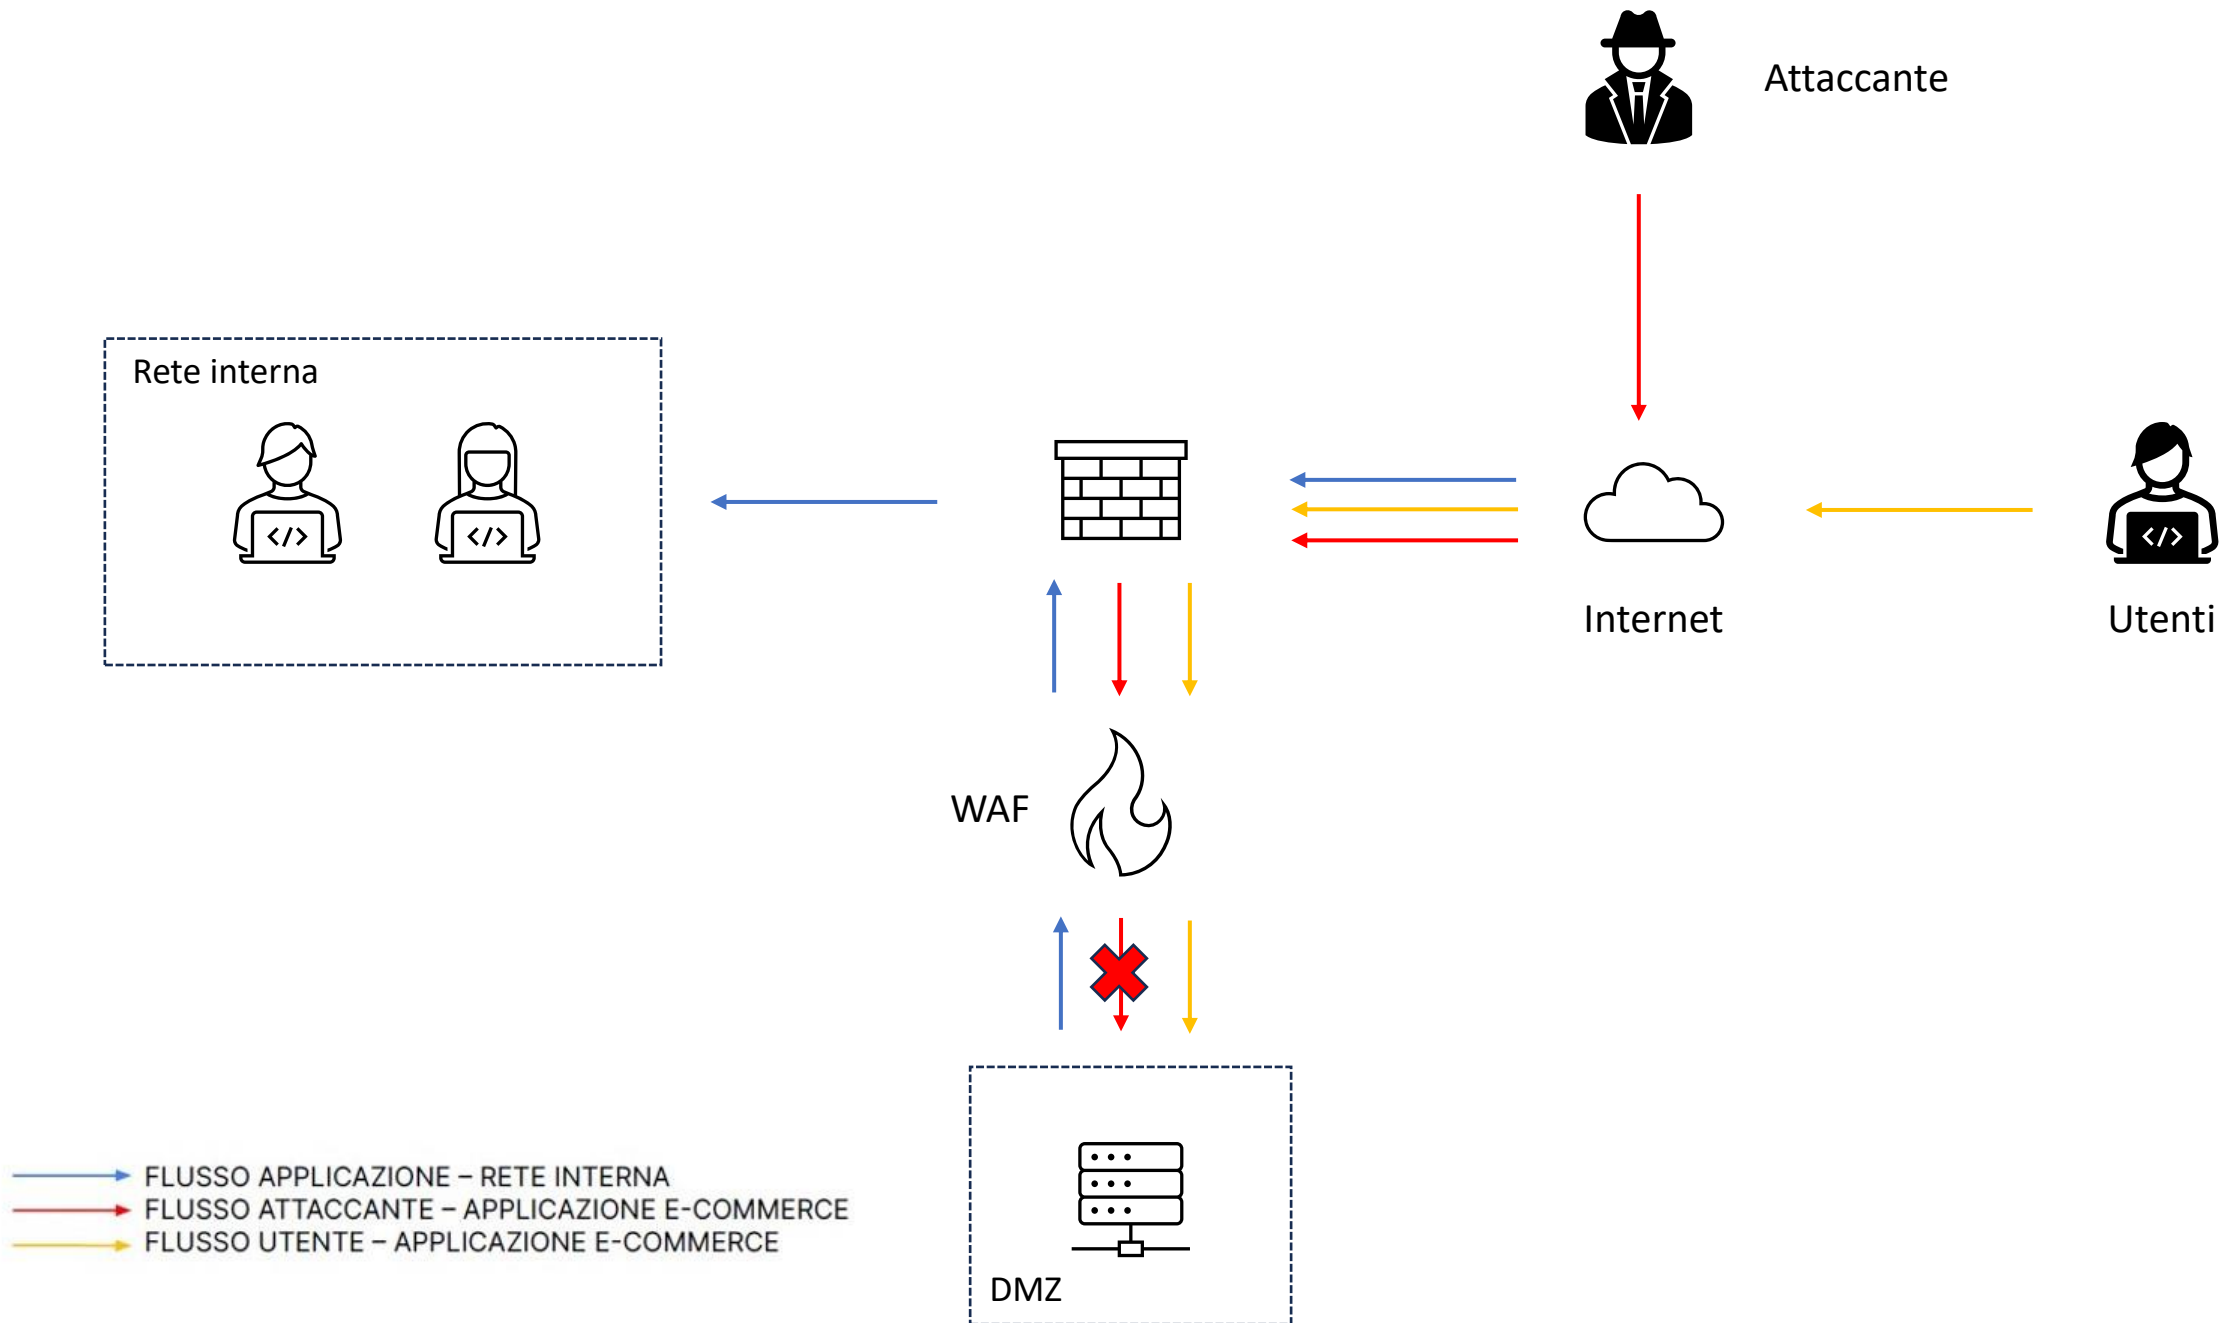 Attaccante
Rete interna
</>
</>
</>
Internet
Utenti
WAF
FLUSSO APPLICAZIONE – RETE INTERNA
FLUSSO ATTACCANTE – APPLICAZIONE E-COMMERCE
FLUSSO UTENTE – APPLICAZIONE E-COMMERCE
DMZ